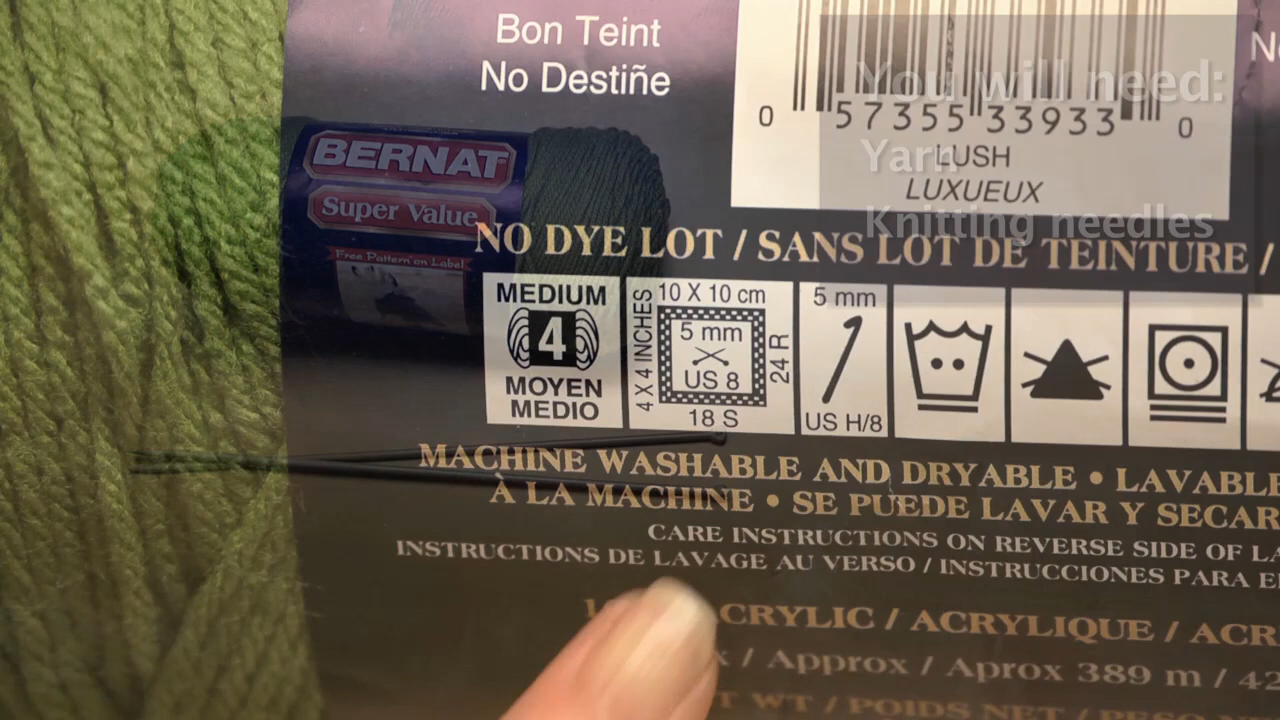 Bon Teint
No Destiñe
0 57355 33933 0
LUSH
LUXUEUX
You will need:
Yarn
Knitting needles
BERNAT
Super Value
Free Pattern on Label
NO DYE LOT / SANS LOT DE TEINTURE /
MEDIUM
4
MOYEN
MEDIO
4 X 4 INCHES
10 X 10 cm
5 mm
US 8
24 R
18 S
5 mm
US H/8
MACHINE WASHABLE AND DRYABLE • LAVABLE
À LA MACHINE • SE PUEDE LAVAR Y SECAR
CARE INSTRUCTIONS ON REVERSE SIDE OF
INSTRUCTIONS DE LAVAGE AU VERSO / INSTRUCCIONES PARA
CRYLIC / ACRYLIQUE / ACR
/ Approx / Aprox 389 m / 42
T WT / POIDS NET / PESO